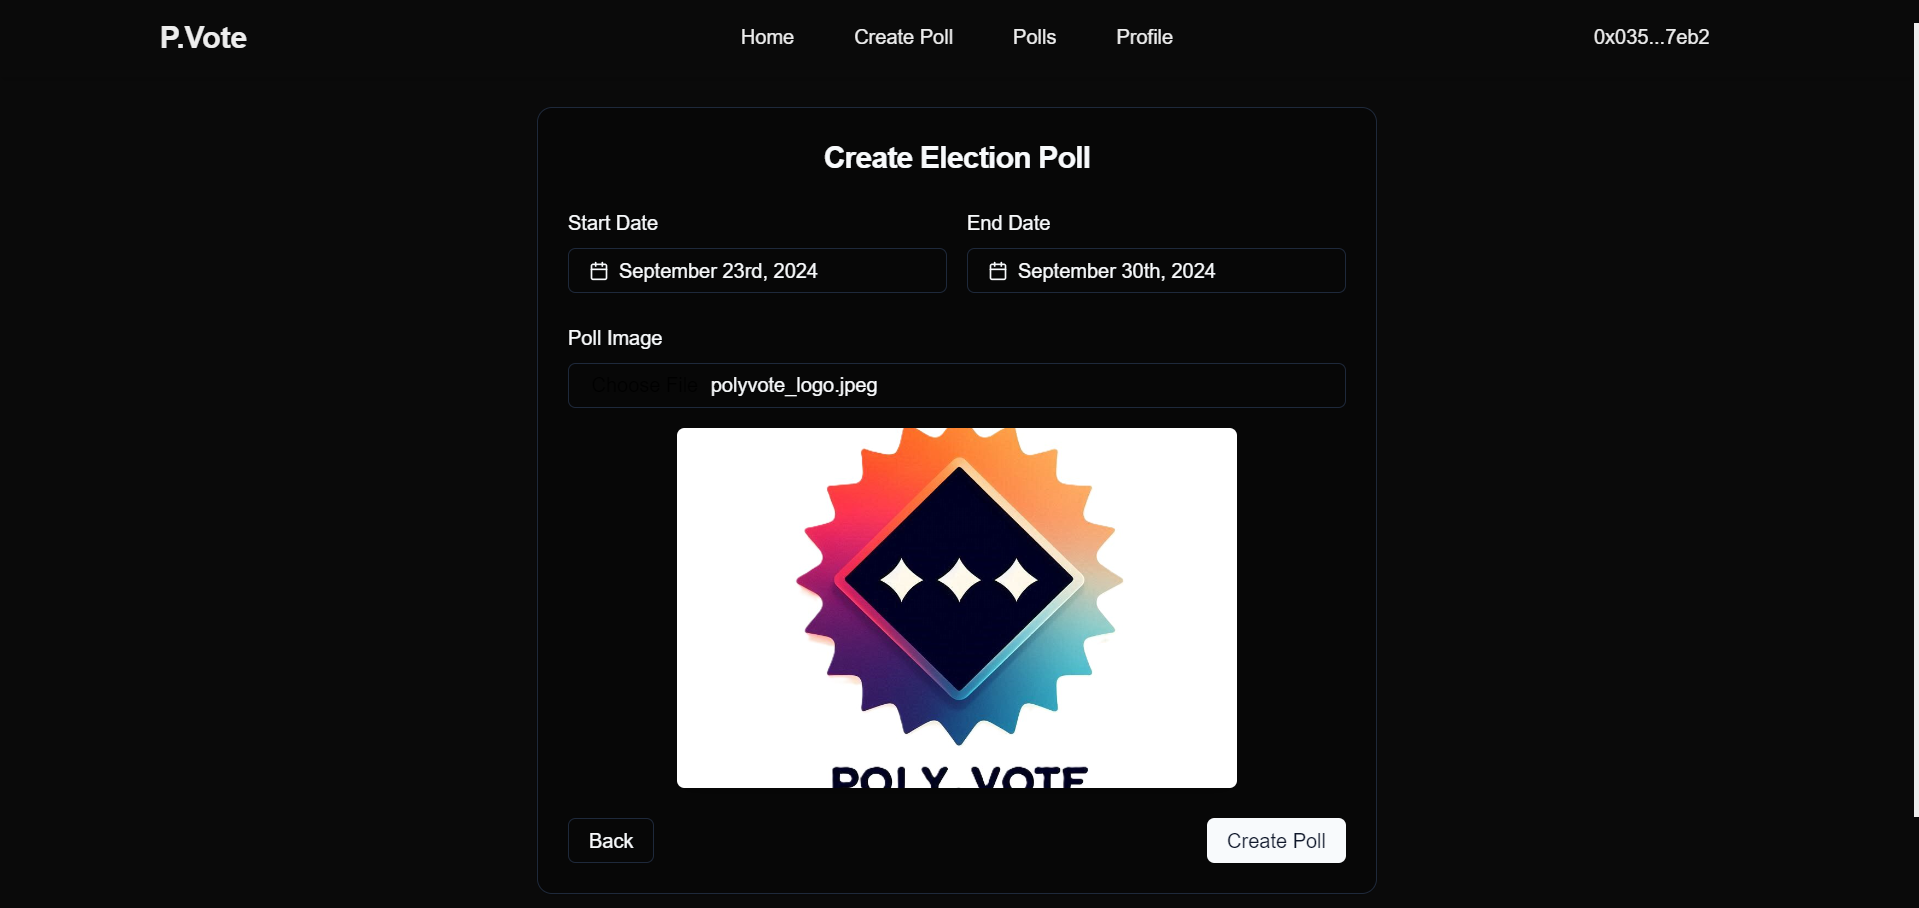 P.Vote
Home
Create Poll
Polls
Profile
0x035...7eb2
Create Election Poll
Start Date
End Date
September 23rd, 2024
September 30th, 2024
Poll Image
Choose File polyvote_logo.jpeg
POLY VOTE
Back
Create Poll